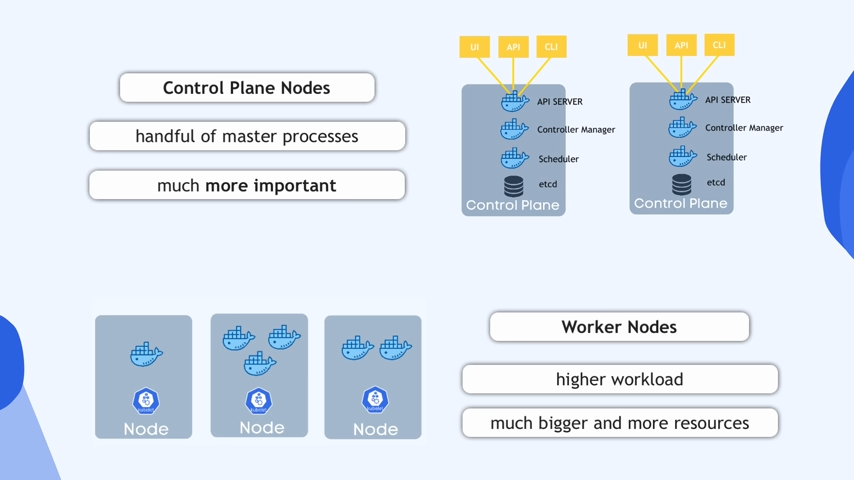 Control Plane Nodes
handful of master processes
much more important
UI API CLI
API SERVER
Controller Manager
Scheduler
etcd
Control Plane
UI API CLI
API SERVER
Controller Manager
Scheduler
etcd
Control Plane
Node
Node
Node
Worker Nodes
higher workload
much bigger and more resources